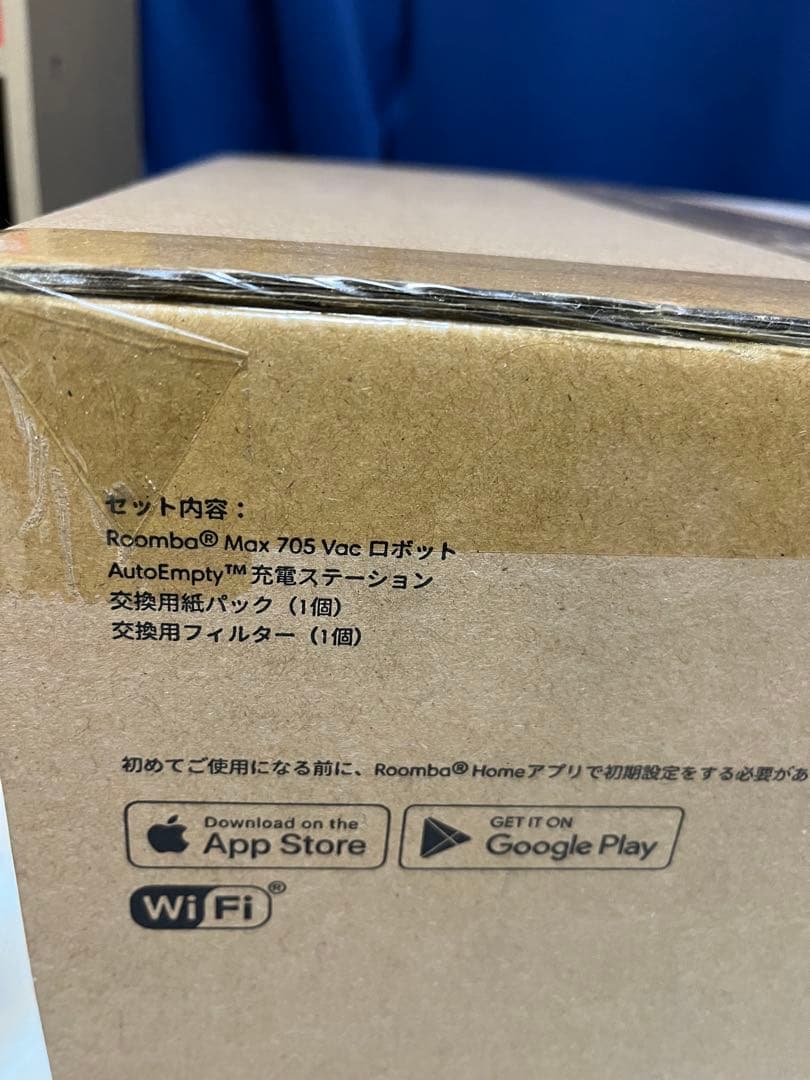 セット内容：
Roomba® Max 705 Vac ロボット
AutoEmpty™ 充電ステーション
交換用紙パック（1個）
交換用フィルター（1個）
初めてご使用になる前に、Roomba® Homeアプリで初期設定をする必要があ
Download on the
App Store
GET IT ON
Google Play
Wi Fi®